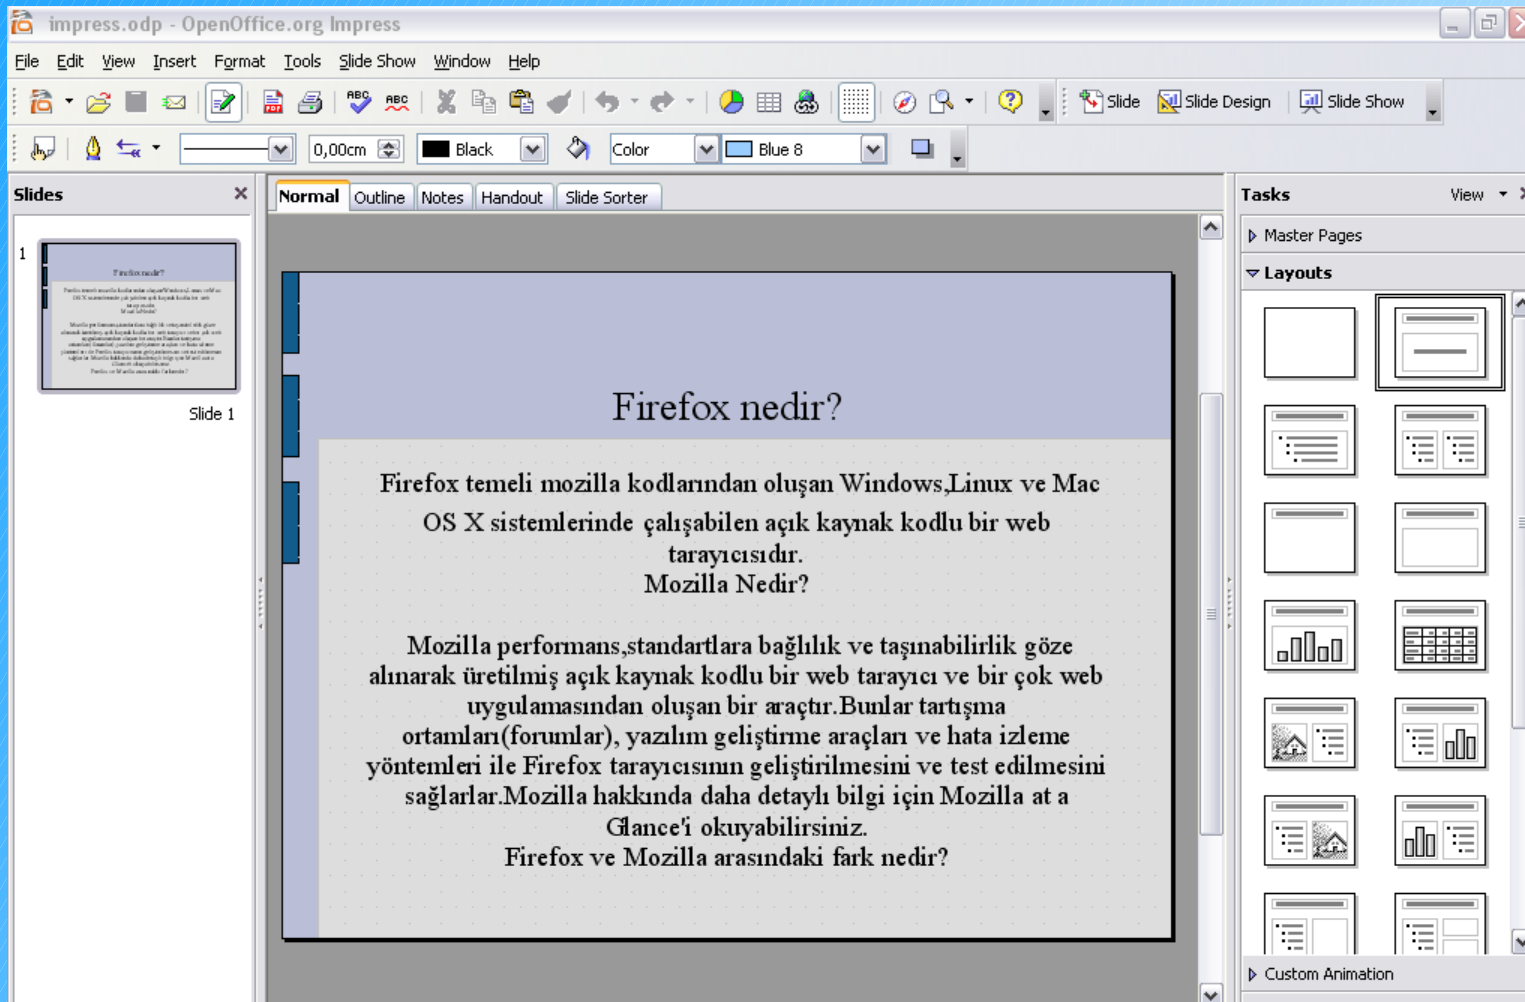 impress.odp - OpenOffice.org Impress
File Edit View Insert Format Tools Slide Show Window Help
Slide Slide Design Slide Show
0,00cm Black Color Blue 8
Slides
Normal Outline Notes Handout Slide Sorter
Tasks View
Master Pages
Layouts
1
Slide 1
Firefox nedir?
Firefox temeli mozilla kodlarından oluşan Windows,Linux ve Mac
OS X sistemlerinde çalışabilen açık kaynak kodlu bir web
tarayıcısıdır.
Mozilla Nedir?
Mozilla performans,standartlara bağlılık ve taşınabilirlik göze
alınarak üretilmiş açık kaynak kodlu bir web tarayıcı ve bir çok web
uygulamasından oluşan bir araçtır.Bunlar tartışma
ortamları(forumlar), yazılım geliştirme araçları ve hata izleme
yöntemleri ile Firefox tarayıcısının geliştirilmesini ve test edilmesini
sağlarlar.Mozilla hakkında daha detaylı bilgi için Mozilla at a
Glance'i okuyabilirsiniz.
Firefox ve Mozilla arasındaki fark nedir?
Custom Animation